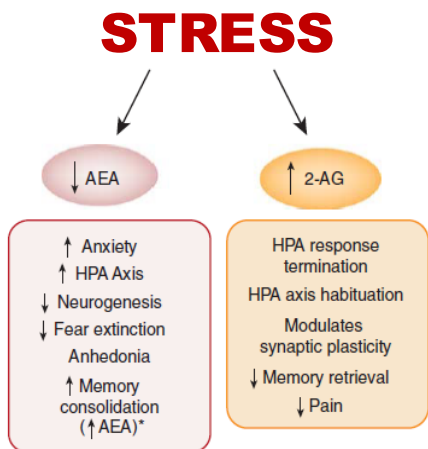 STRESS
↓ AEA
↑ 2-AG
↑ Anxiety
↑ HPA Axis
↓ Neurogenesis
↓ Fear extinction
Anhedonia
↑ Memory
consolidation
(↑AEA)*
HPA response
termination
HPA axis habituation
Modulates
synaptic plasticity
↓ Memory retrieval
↓ Pain